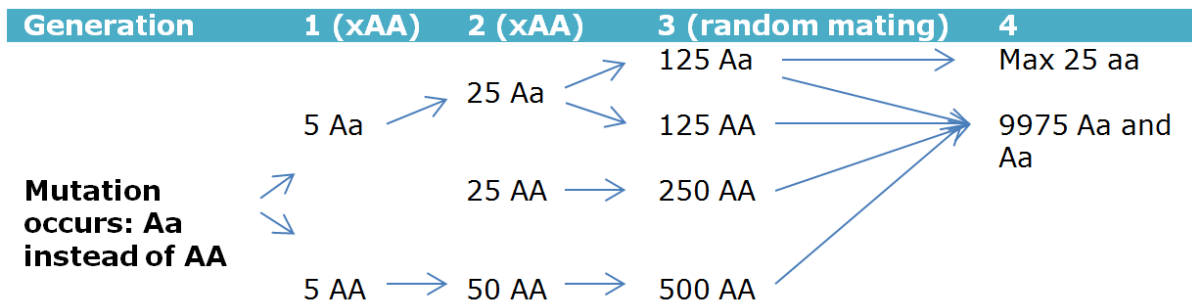 Generation 1 (xAA) 2 (xAA) 3 (random mating) 4
125 Aa Max 25 aa
25 Aa
5 Aa 125 AA 9975 Aa and
Aa
Mutation
occurs: Aa
instead of AA
25 AA 250 AA
5 AA 50 AA 500 AA